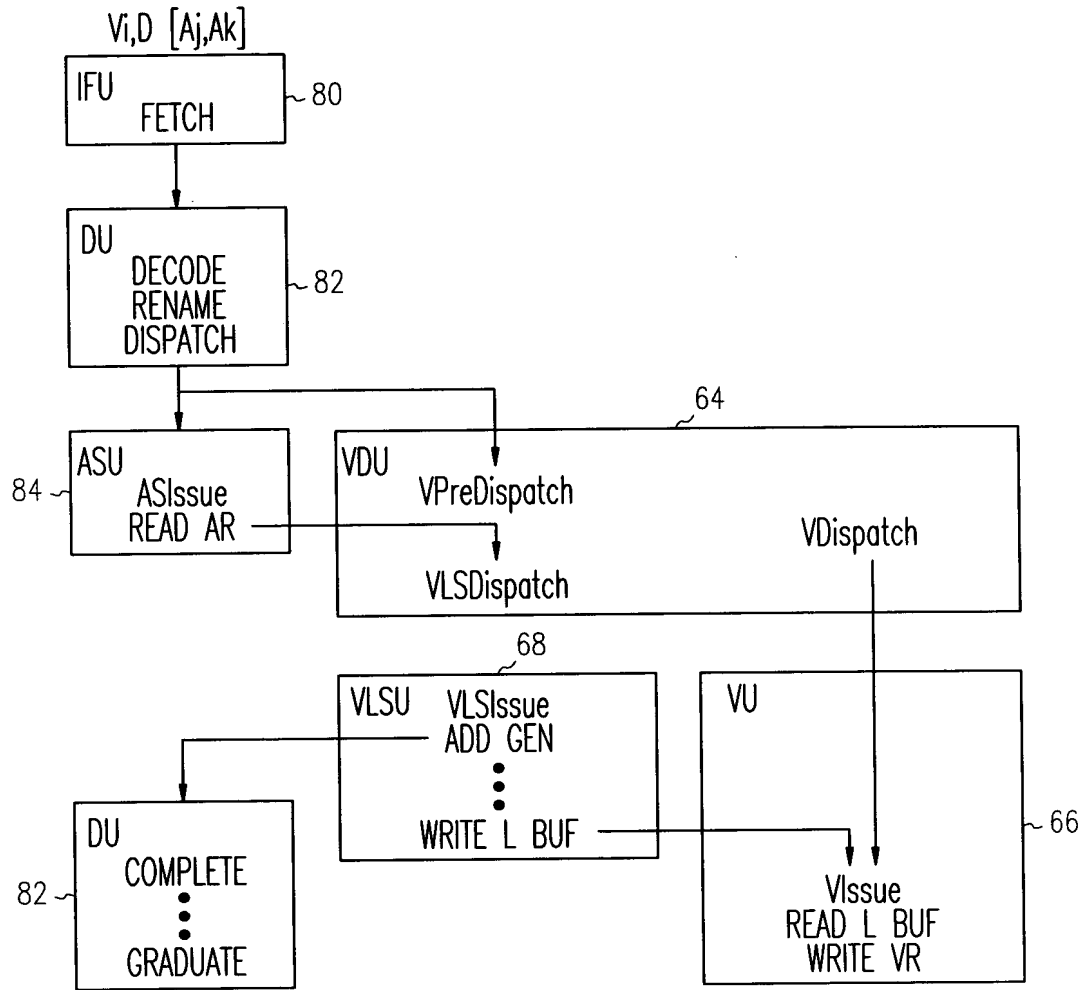 Vi,D [Aj,Ak]
IFU
FETCH
80
DU
DECODE
RENAME
DISPATCH
82
64
ASU
ASIssue
READ AR
84
VDU
VPreDispatch
VLSDispatch
VDispatch
68
VLSU
VLSIssue
ADD GEN
WRITE L BUF
VU
VIssue
READ L BUF
WRITE VR
66
DU
COMPLETE
GRADUATE
82